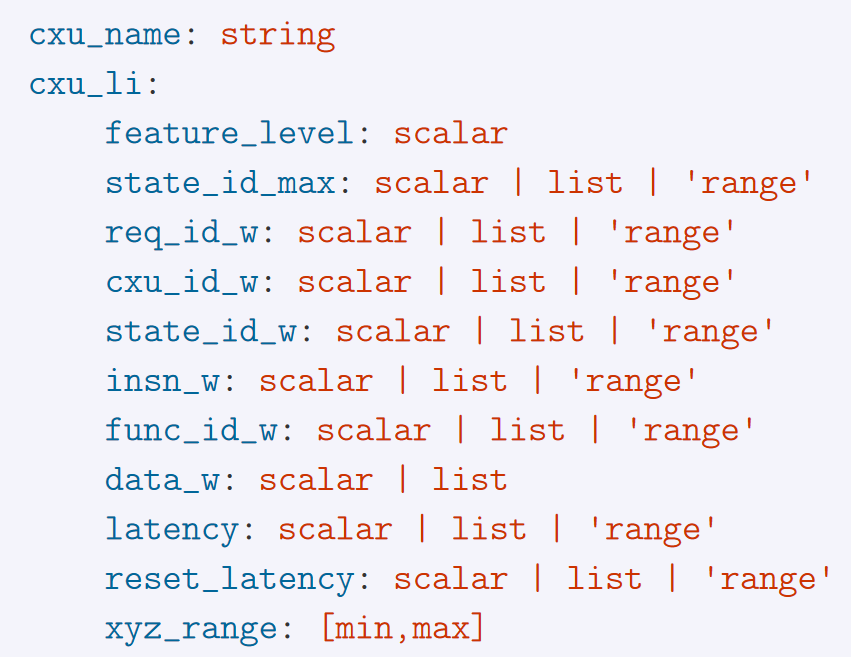 cxu_name: string
cxu_li:
    feature_level: scalar
    state_id_max: scalar | list | 'range'
    req_id_w: scalar | list | 'range'
    cxu_id_w: scalar | list | 'range'
    state_id_w: scalar | list | 'range'
    insn_w: scalar | list | 'range'
    func_id_w: scalar | list | 'range'
    data_w: scalar | list
    latency: scalar | list | 'range'
    reset_latency: scalar | list | 'range'
    xyz_range: [min,max]